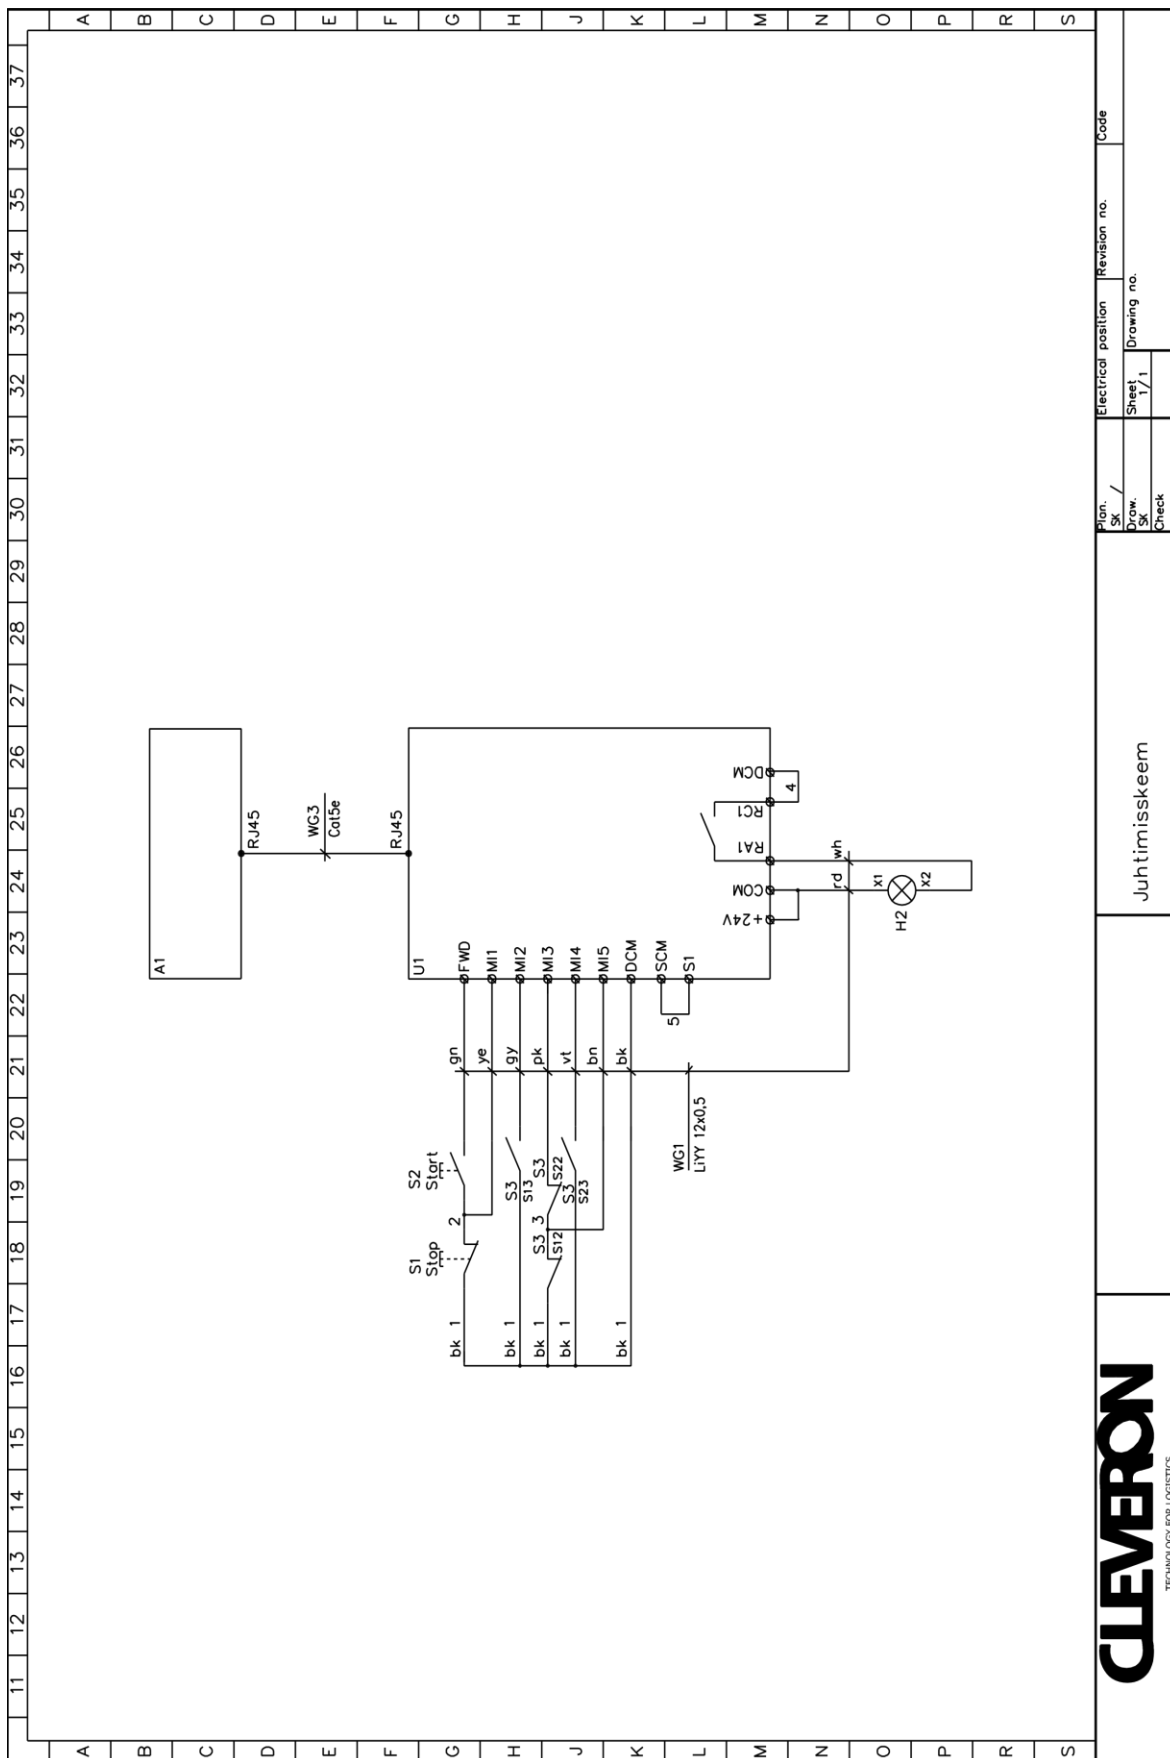 11 12 13 14 15 16 17 18 19 20 21 22 23 24 25 26 27 28 29 30 31 32 33 34 35 36 37
A A
B B
C C
D D
E E
F F
G G
H H
J J
K K
L L
M M
N N
O O
P P
R R
S S
A1
RJ45
WG3
Cat5e
RJ45
U1
S1
Stop
S2
Start
bk 1
2
gn
FWD
ye
MI1
bk 1
S3
S13
gy
MI2
bk 1
S3
S12
3
S3
S22
pk
MI3
bk 1
S3
S23
vt
MI4
bn
MI5
bk 1
bk
DCM
5
SCM
S1
WG1
LiYY 12x0,5
+24V
COM
RA1
RC1
DCM
4
rd
wh
H2
x1
x2
CLEVERON
TECHNOLOGY FOR LOGISTICS
Juhtimisskeem
Plan.
SK /
Draw.
SK
Check
Electrical position
Revision no.
Code
Sheet
1/1
Drawing no.